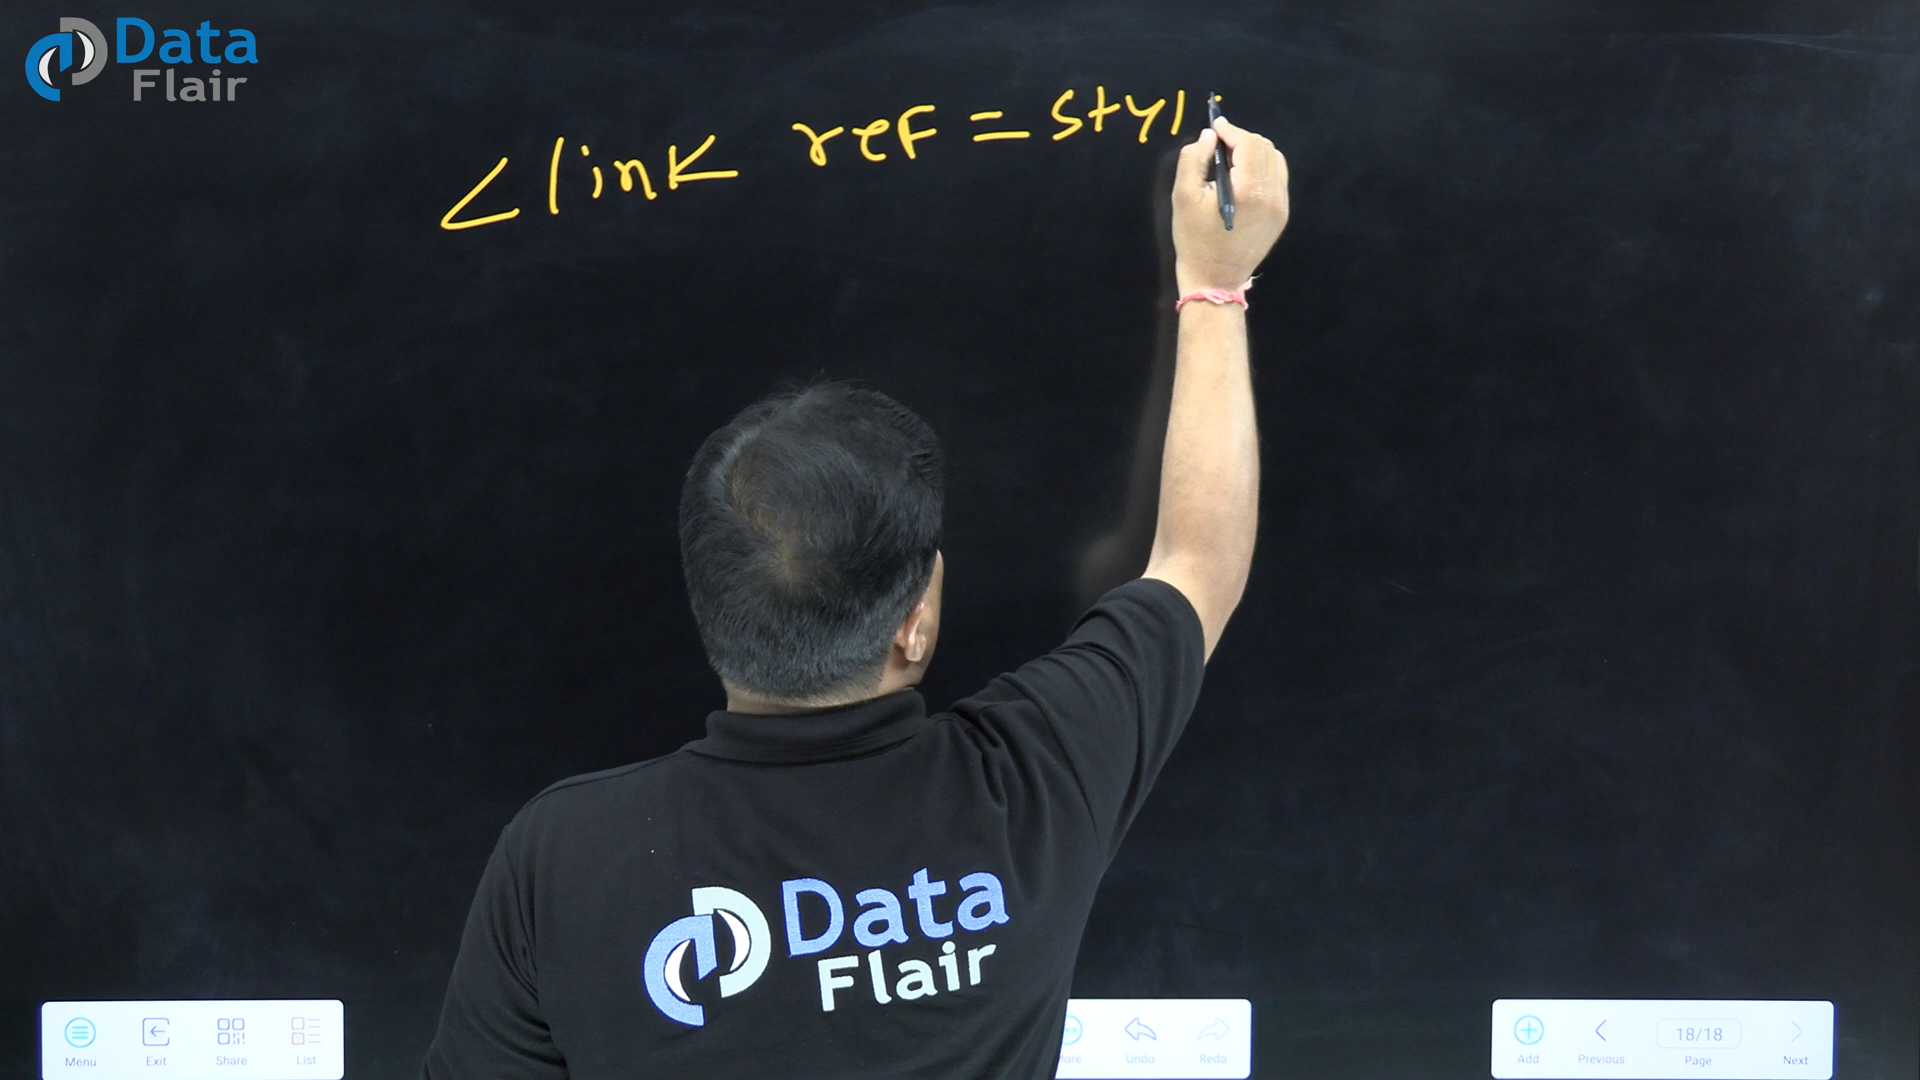 Data
Flair
<link ref = styl
Data
Flair
Menu
Exit
Share
List
Undo
Redo
Add
Previous
18/18
Page
Next